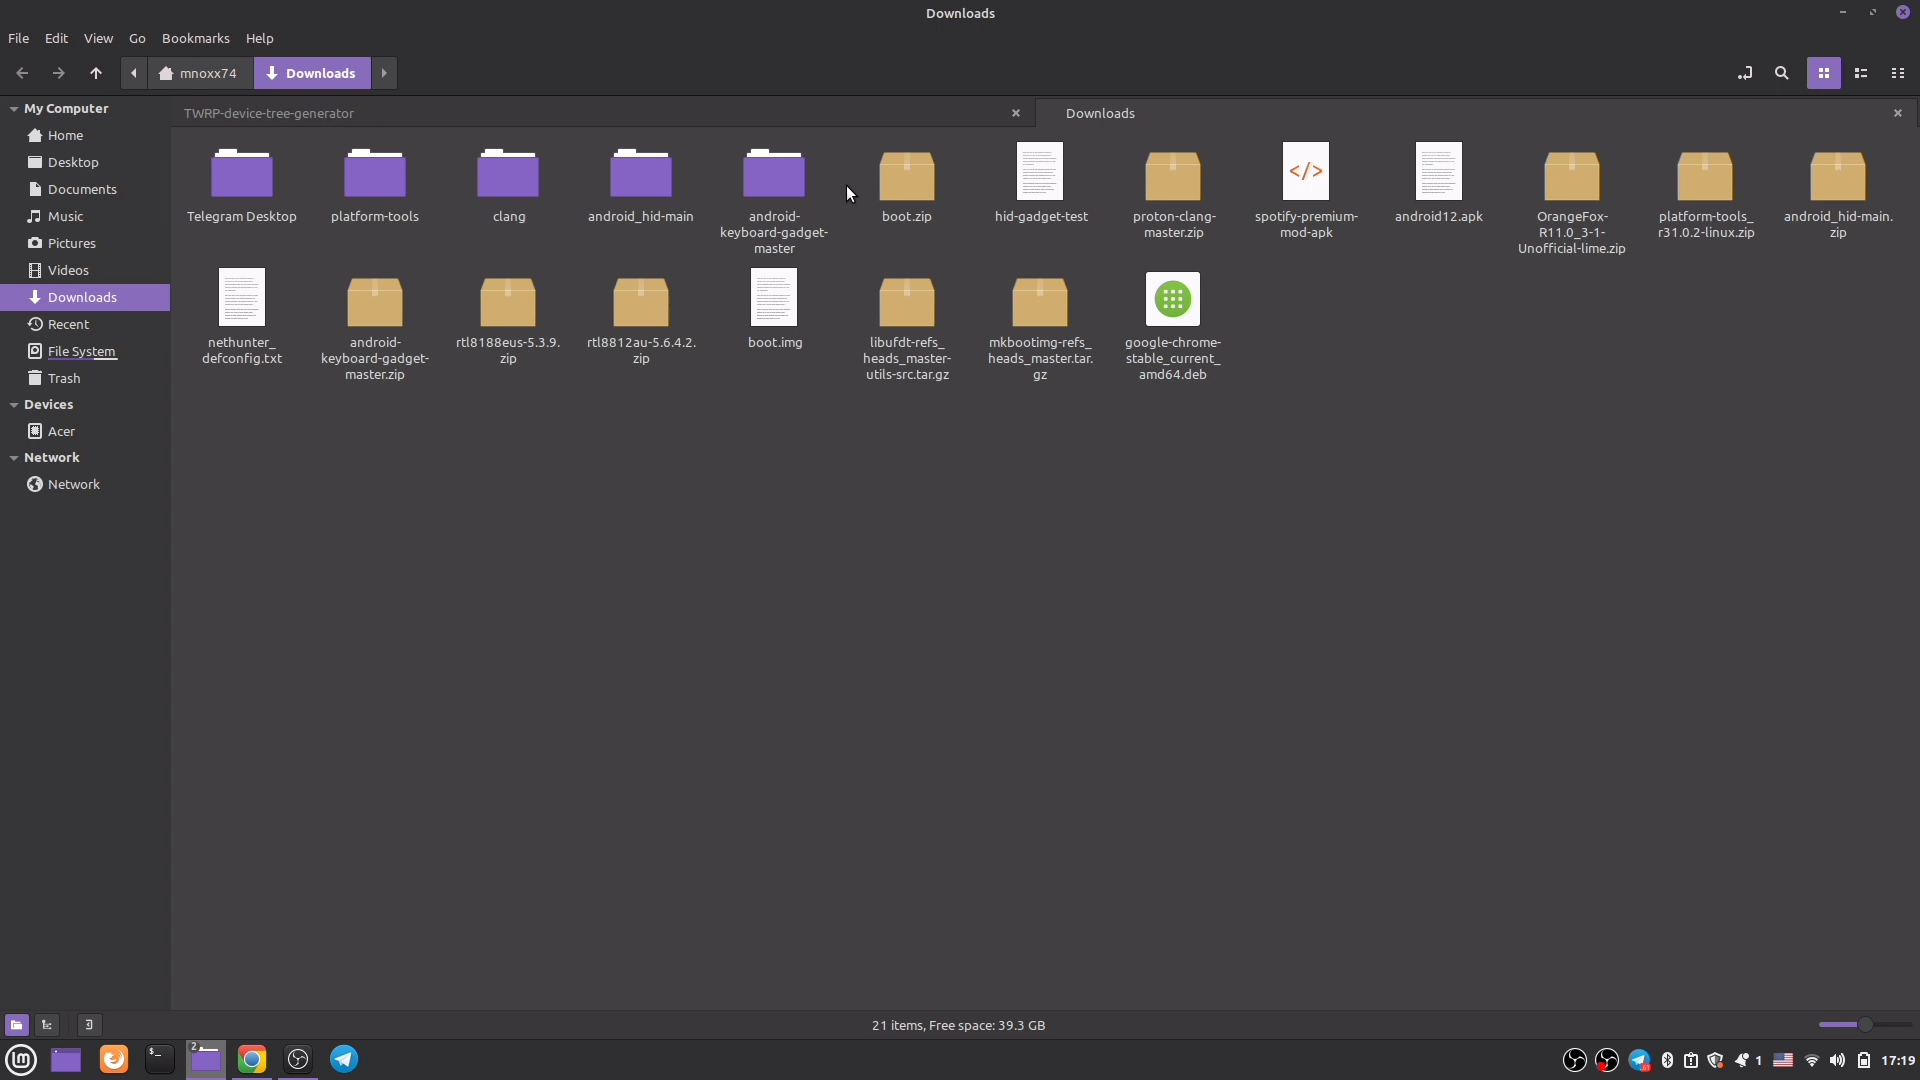 Downloads
File Edit View Go Bookmarks Help
mnoxx74 Downloads
My Computer
Home
Desktop
Documents
Music
Pictures
Videos
Downloads
Recent
File System
Trash
Devices
Acer
Network
Network
TWRP-device-tree-generator
Downloads
Telegram Desktop
platform-tools
clang
android_hid-main
android-
keyboard-gadget-
master
boot.zip
hid-gadget-test
proton-clang-
master.zip
spotify-premium-
mod-apk
android12.apk
OrangeFox-
R11.0_3-1-
Unofficial-lime.zip
platform-tools_
r31.0.2-linux.zip
android_hid-main.
zip
nethunter_
defconfig.txt
android-
keyboard-gadget-
master.zip
rtl8188eus-5.3.9.
zip
rtl8812au-5.6.4.2.
zip
boot.img
libufdt-refs_
heads_master-
utils-src.tar.gz
mkbootimg-refs_
heads_master.tar.
gz
google-chrome-
stable_current_
amd64.deb
21 items, Free space: 39.3 GB
2
1
17:19